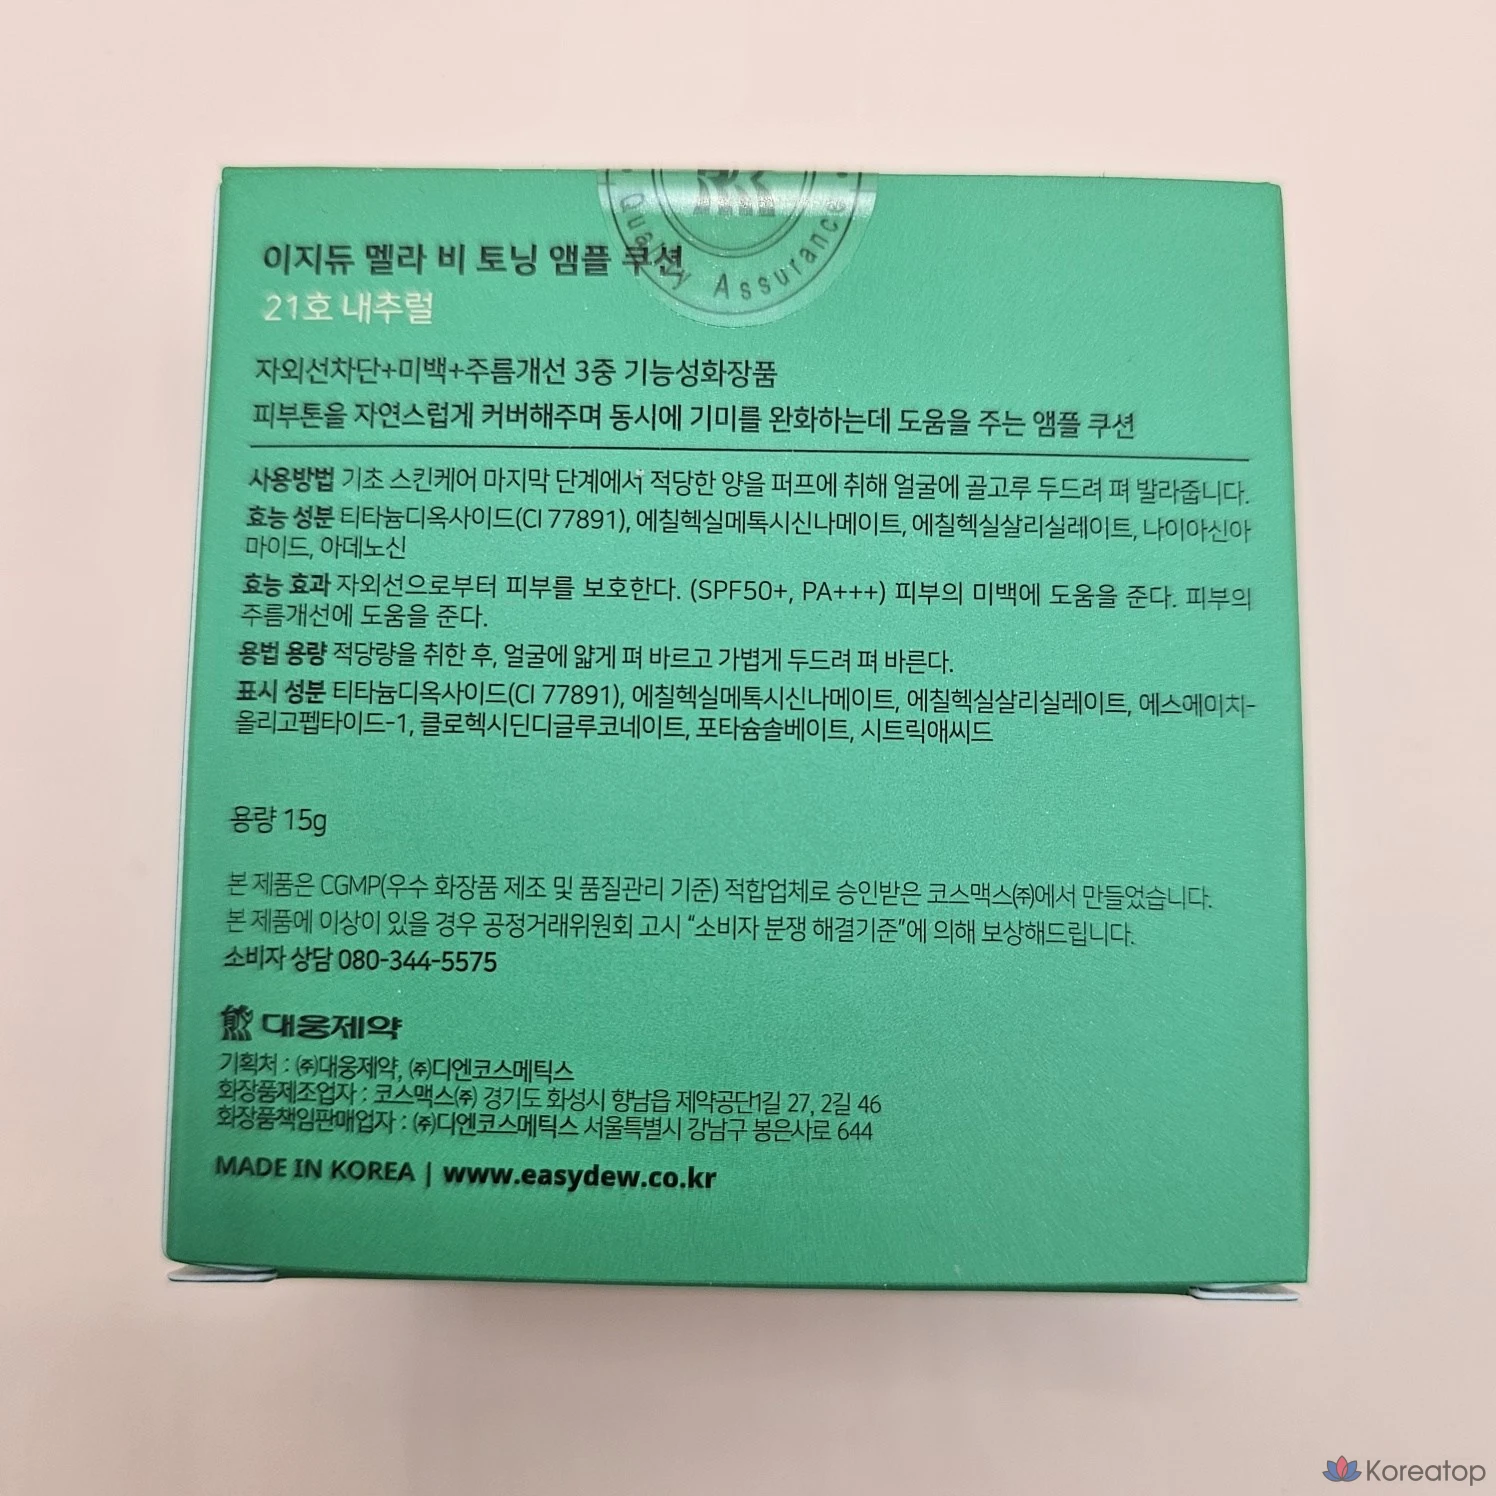 Quality Assurance
이지듀 멜라 비 토닝 앰플 쿠션
21호 내추럴
자외선차단+미백+주름개선 3중 기능성화장품
피부톤을 자연스럽게 커버해주며 동시에 기미를 완화하는데 도움을 주는 앰플 쿠션
사용방법 기초 스킨케어 마지막 단계에서 적당한 양을 퍼프에 취해 얼굴에 골고루 두드려 펴 발라줍니다.
효능 성분 티타늄디옥사이드(CI 77891), 에칠헥실메톡시신나메이트, 에칠헥실살리실레이트, 나이아신아
마이드, 아데노신
효능 효과 자외선으로부터 피부를 보호한다. (SPF50+, PA+++) 피부의 미백에 도움을 준다. 피부의
주름개선에 도움을 준다.
용법 용량 적당량을 취한 후, 얼굴에 얇게 펴 바르고 가볍게 두드려 펴 바른다.
표시 성분 티타늄디옥사이드(CI 77891), 에칠헥실메톡시신나메이트, 에칠헥실살리실레이트, 에스에이치-
올리고펩타이드-1, 클로헥시딘디글루코네이트, 포타슘솔베이트, 시트릭애씨드
용량 15g
본 제품은 CGMP(우수 화장품 제조 및 품질관리 기준) 적합업체로 승인받은 코스맥스㈜에서 만들었습니다.
본 제품에 이상이 있을 경우 공정거래위원회 고시 “소비자 분쟁 해결기준”에 의해 보상해드립니다.
소비자 상담 080-344-5575
대웅제약
기획처 : ㈜대웅제약, ㈜디엔코스메틱스
화장품제조업자 : 코스맥스㈜ 경기도 화성시 향남읍 제약공단1길 27, 2길 46
화장품책임판매업자 : ㈜디엔코스메틱스 서울특별시 강남구 봉은사로 644
MADE IN KOREA | www.easydew.co.kr
Koreatop